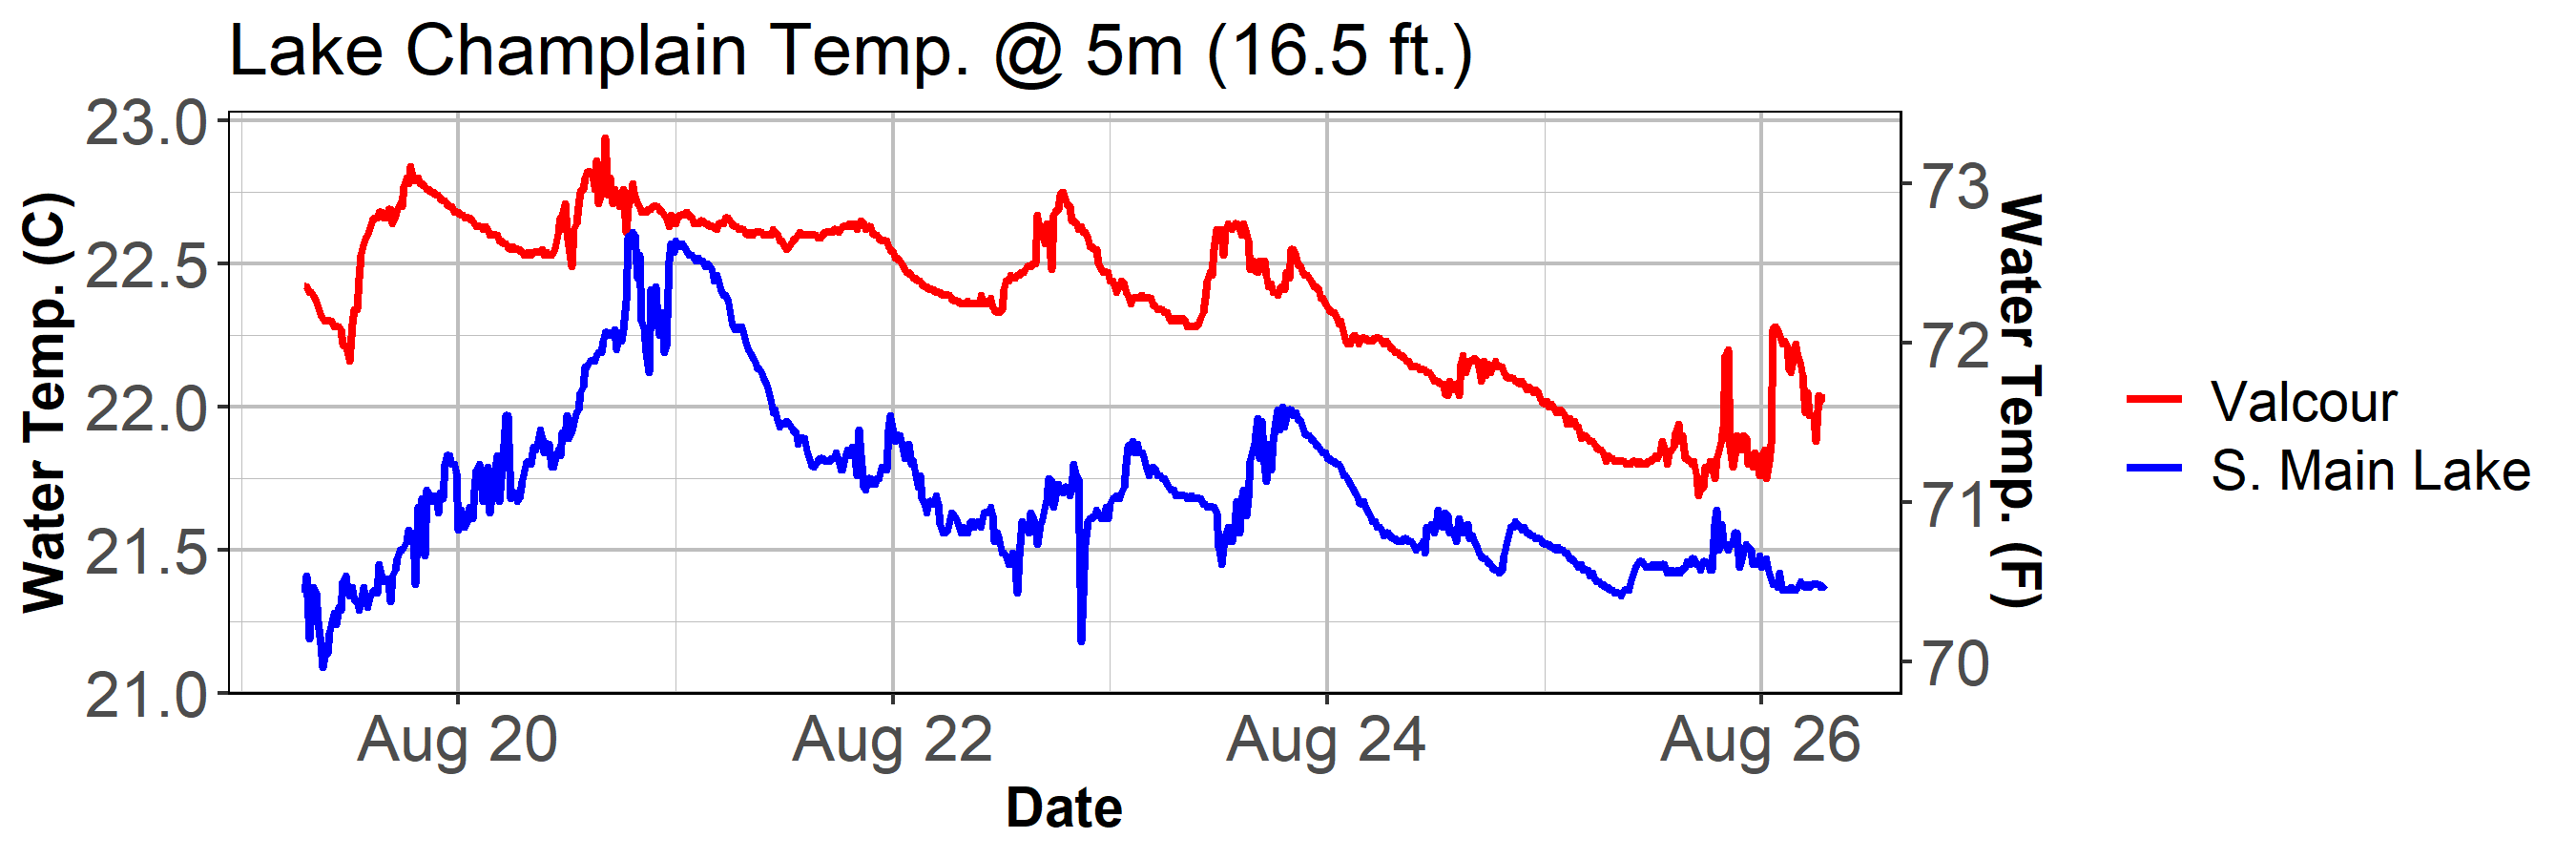 Lake Champlain Temp. @ 5m (16.5 ft.)
Water Temp. (C)
23.0
22.5
22.0
21.5
21.0
Water Temp. (F)
73
72
71
70
Aug 20
Aug 22
Aug 24
Aug 26
Date
Valcour
S. Main Lake